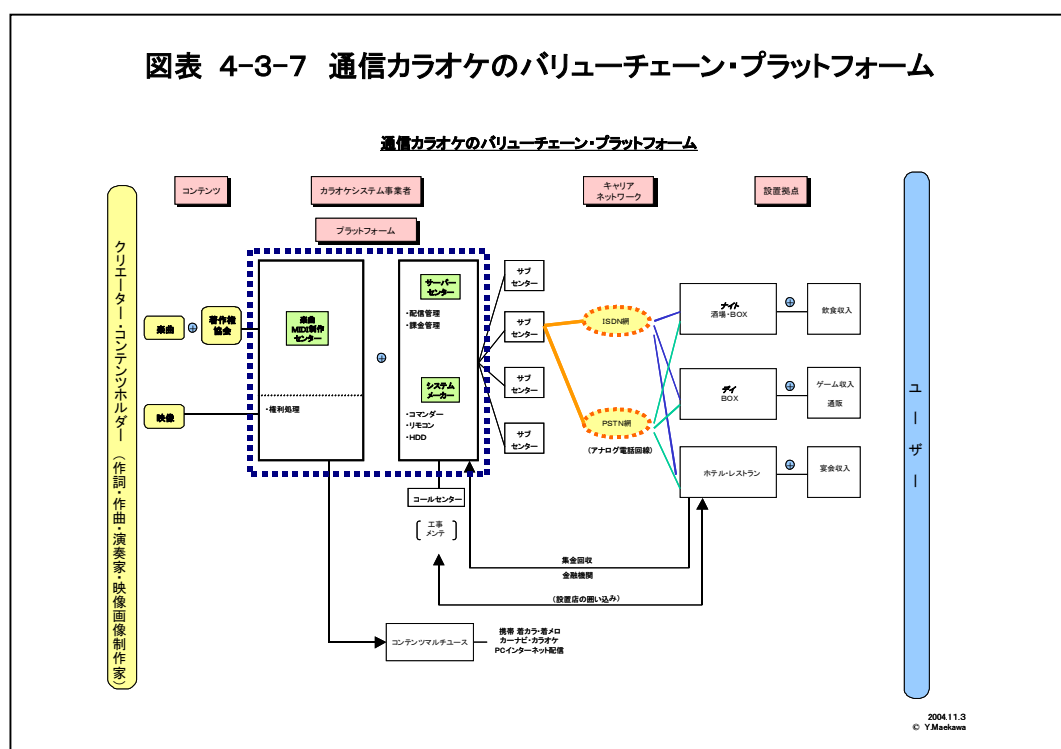 図表 4-3-7 通信カラオケのバリューチェーン・プラットフォーム
通信カラオケのバリューチェーン・プラットフォーム
コンテンツ
カラオケシステム事業者
キャリア
ネットワーク
設置拠点
プラットフォーム
クリエーター・コンテンツホルダー（作詞・作曲・演奏家・映像画像制作家）
楽曲
著作権
協会
映像
楽曲
MIDI制作
センター
・権利処理
サーバー
センター
・配信管理
・課金管理
システム
メーカー
・コマンダー
・リモコン
・HDD
サブ
センター
サブ
センター
サブ
センター
サブ
センター
ISDN網
PSTN網
(アナログ電話回線)
ナイト
酒場・BOX
飲食収入
デイ
BOX
ゲーム収入
通販
ホテル・レストラン
宴会収入
ユーザー
コールセンター
工事
メンテ
集金回収
金融機関
(設置店の囲い込み)
コンテンツマルチユース
携帯 着カラ・着メロ
カーナビ・カラオケ
PCインターネット配信
2004.11.3
© Y.Maekawa